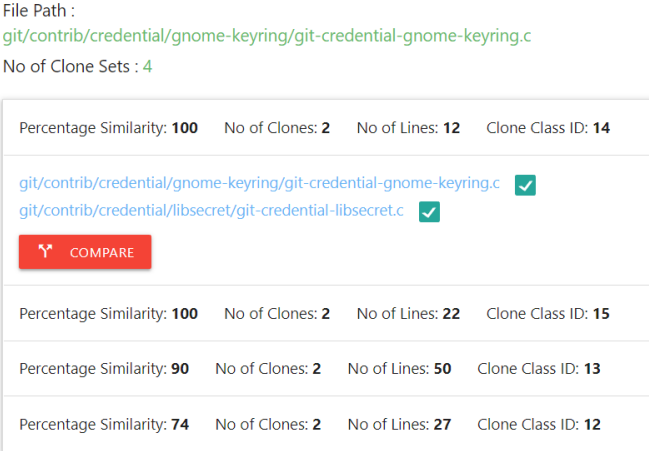 File Path :
git/contrib/credential/gnome-keyring/git-credential-gnome-keyring.c
No of Clone Sets : 4
Percentage Similarity: 100 No of Clones: 2 No of Lines: 12 Clone Class ID: 14
git/contrib/credential/gnome-keyring/git-credential-gnome-keyring.c
git/contrib/credential/libsecret/git-credential-libsecret.c
COMPARE
Percentage Similarity: 100 No of Clones: 2 No of Lines: 22 Clone Class ID: 15
Percentage Similarity: 90 No of Clones: 2 No of Lines: 50 Clone Class ID: 13
Percentage Similarity: 74 No of Clones: 2 No of Lines: 27 Clone Class ID: 12